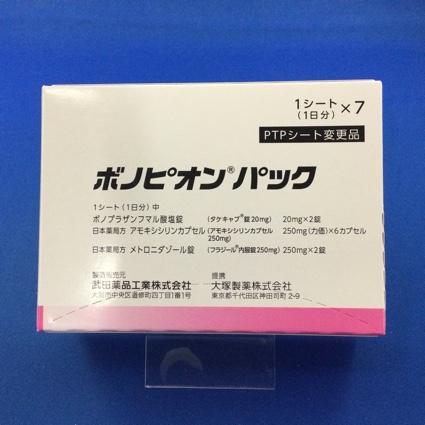 1シート×7
(1日分)
PTPシート変更品
ボノピオン®パック
1シート(1日分)中
ボノプラザンフマル酸塩錠 (タケキャブ®錠20mg) 20mg×2錠
日本薬局方 アモキシシリンカプセル (アモキシシリンカプセル250mg) 250mg(力価)×6カプセル
日本薬局方 メトロニダゾール錠 (フラジール®内服錠250mg) 250mg×2錠
製造販売元 提携
武田薬品工業株式会社 大塚製薬株式会社
大阪市中央区道修町四丁目1番1号 東京都千代田区神田司町2-9